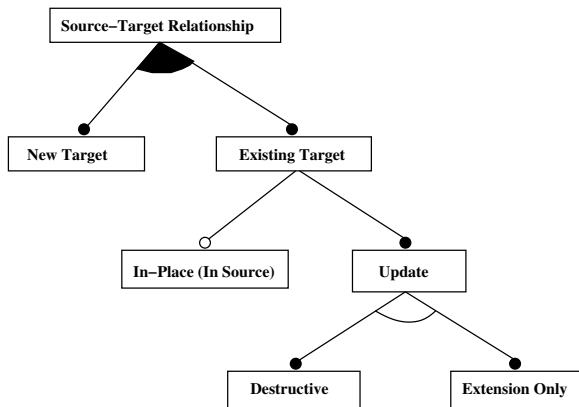 Source−Target Relationship
New Target
Existing Target
In−Place (In Source)
Update
Destructive
Extension Only